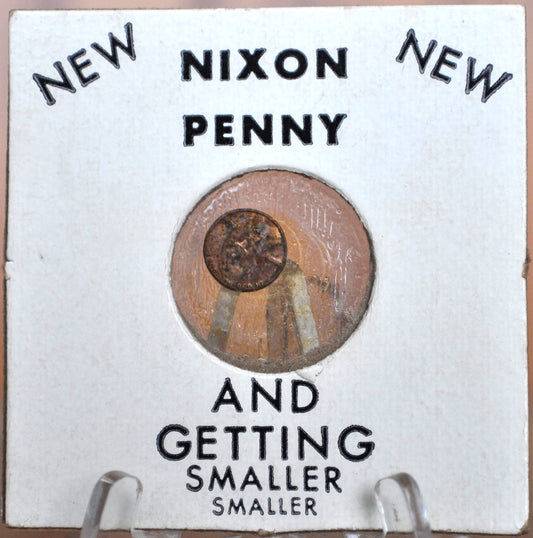 NEW NIXON NEW
PENNY
AND
GETTING
SMALLER
SMALLER